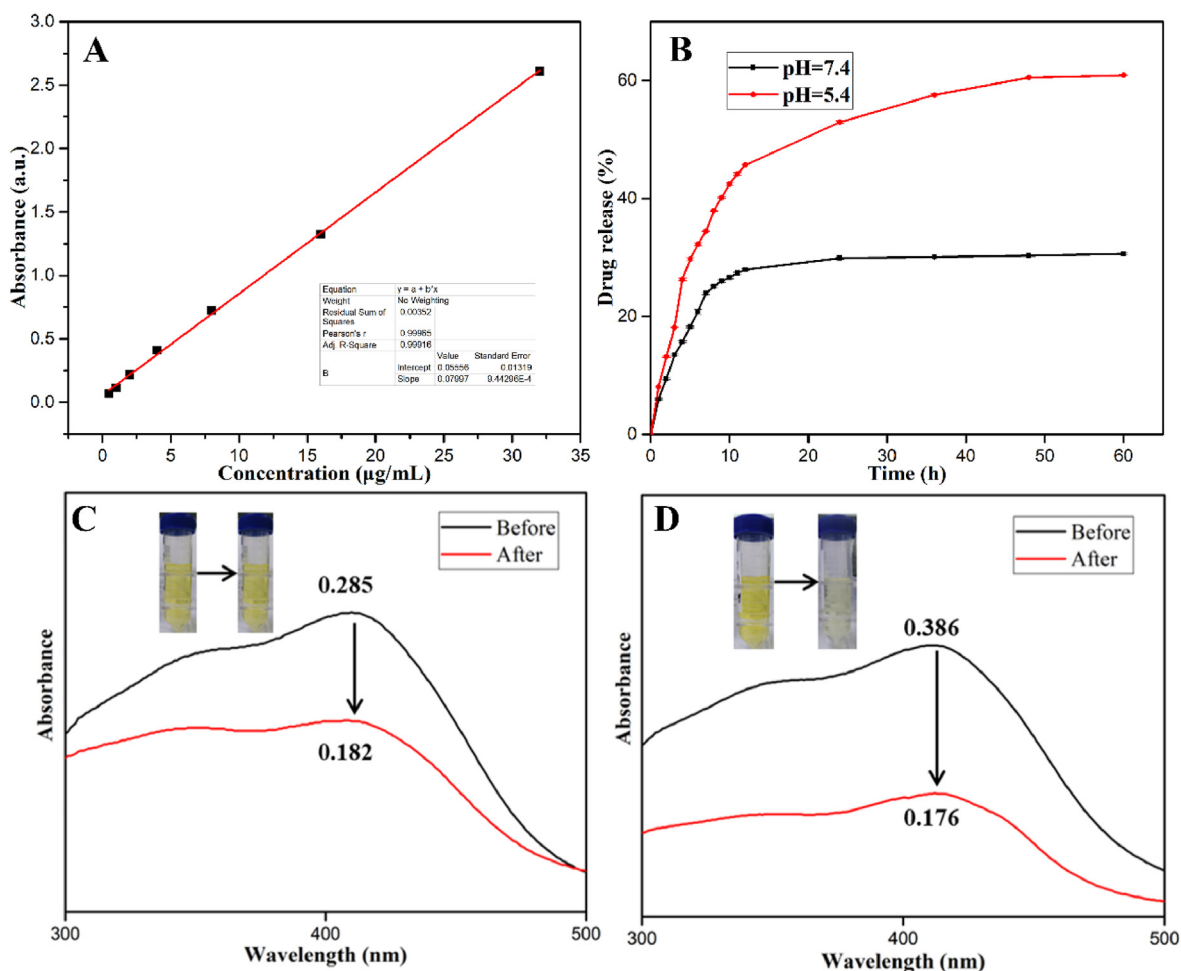 A
3.0
2.5
2.0
1.5
1.0
0.5
0.0
Absorbance (a.u.)
Equation y = a + b*x
Weight No Weighting
Residual Sum of Squares 0.00352
Pearson's r 0.99965
Adj. R-Square 0.99916
Value Standard Error
B Intercept 0.05556 0.01319
Slope 0.07997 9.44296E-4
0 5 10 15 20 25 30 35
Concentration (µg/mL)
B
pH=7.4
pH=5.4
60
40
20
0
Drug release (%)
0 10 20 30 40 50 60
Time (h)
C
Before
After
0.285
0.182
Absorbance
300 400 500
Wavelength (nm)
D
Before
After
0.386
0.176
Absorbance
300 400 500
Wavelength (nm)